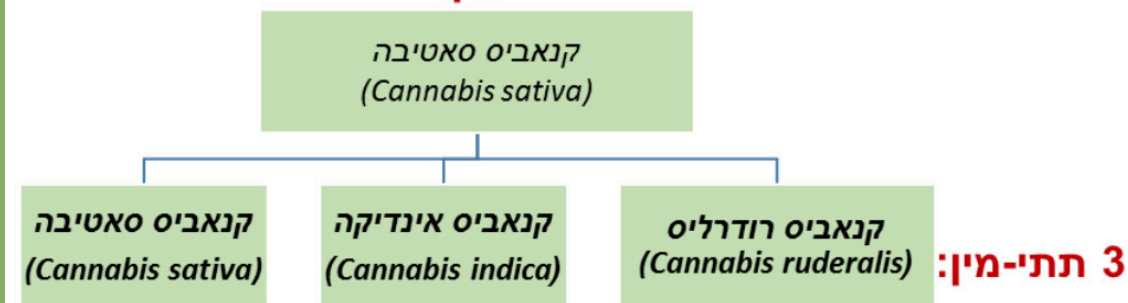 קנאביס סאטיבה
(Cannabis sativa)
3 תתי-מין:
קנאביס רודרליס
(Cannabis ruderalis)
קנאביס אינדיקה
(Cannabis indica)
קנאביס סאטיבה
(Cannabis sativa)